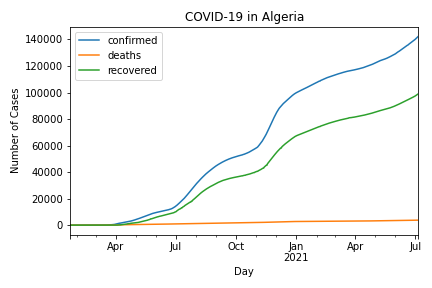 COVID-19 in Algeria
confirmed
deaths
recovered
Number of Cases
140000
120000
100000
80000
60000
40000
20000
0
Apr
Jul
Oct
Jan
2021
Apr
Jul
Day